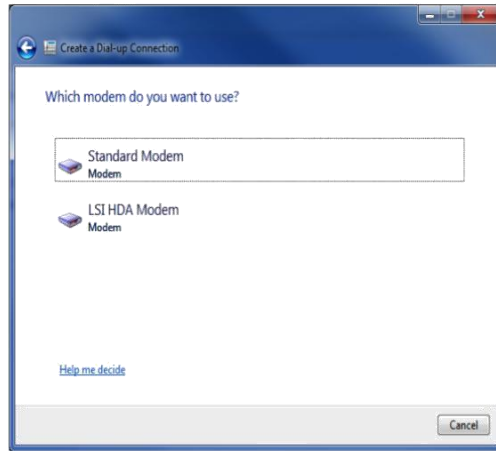 Create a Dial-up Connection
Which modem do you want to use?
Standard Modem
Modem
LSI HDA Modem
Modem
Help me decide
Cancel